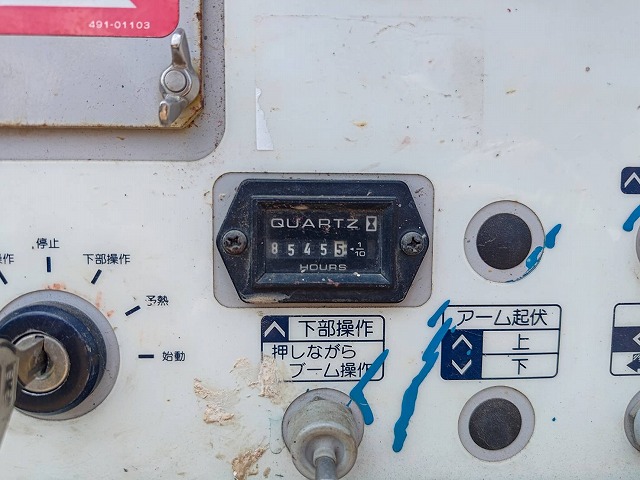 491-01103
停止
操作
下部操作
予熱
始動
QUARTZ
85455 1/10
HOURS
下部操作
押しながら
ブーム操作
アーム起伏
上
下